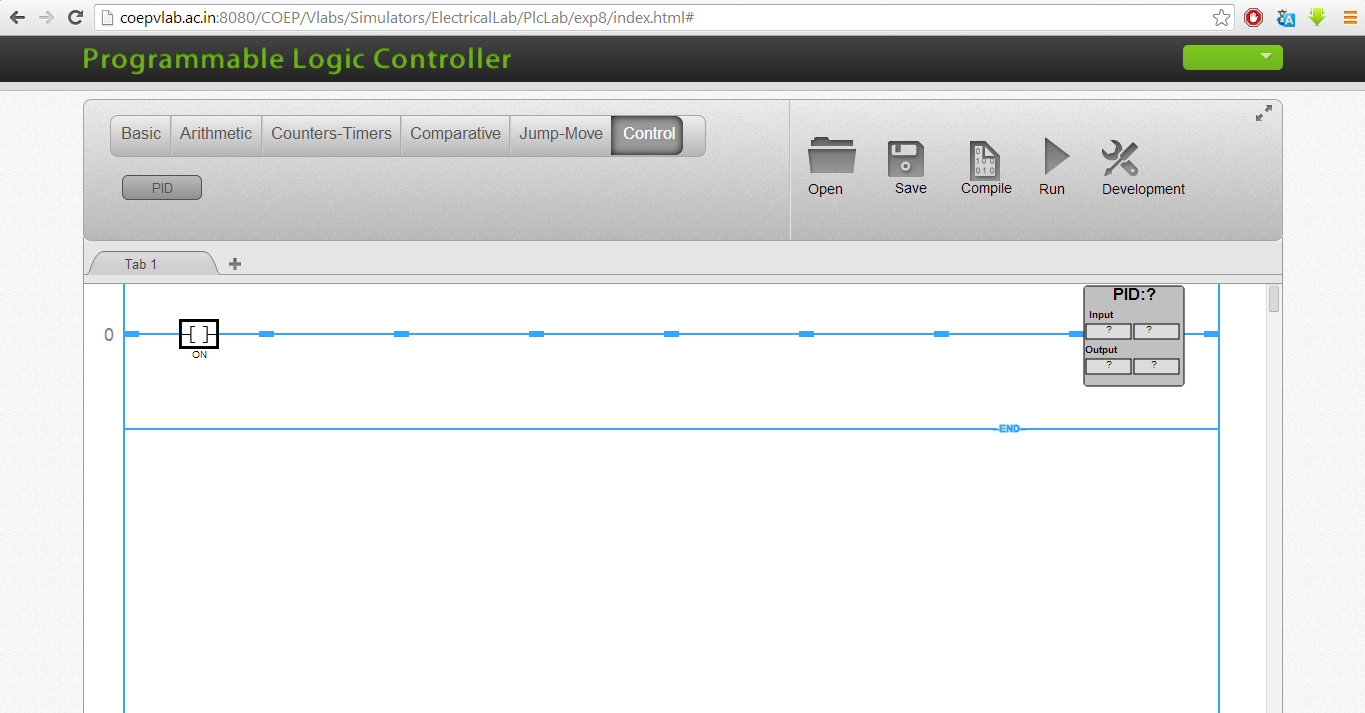 coepvlab.ac.in:8080/COEP/Vlabs/Simulators/ElectricalLab/PlcLab/exp8/index.html#
Programmable Logic Controller
Basic Arithmetic Counters-Timers Comparative Jump-Move Control
PID
Open Save Compile Run Development
Tab 1
PID:?
Input
? ?
Output
? ?
0
[ ]
ON
END